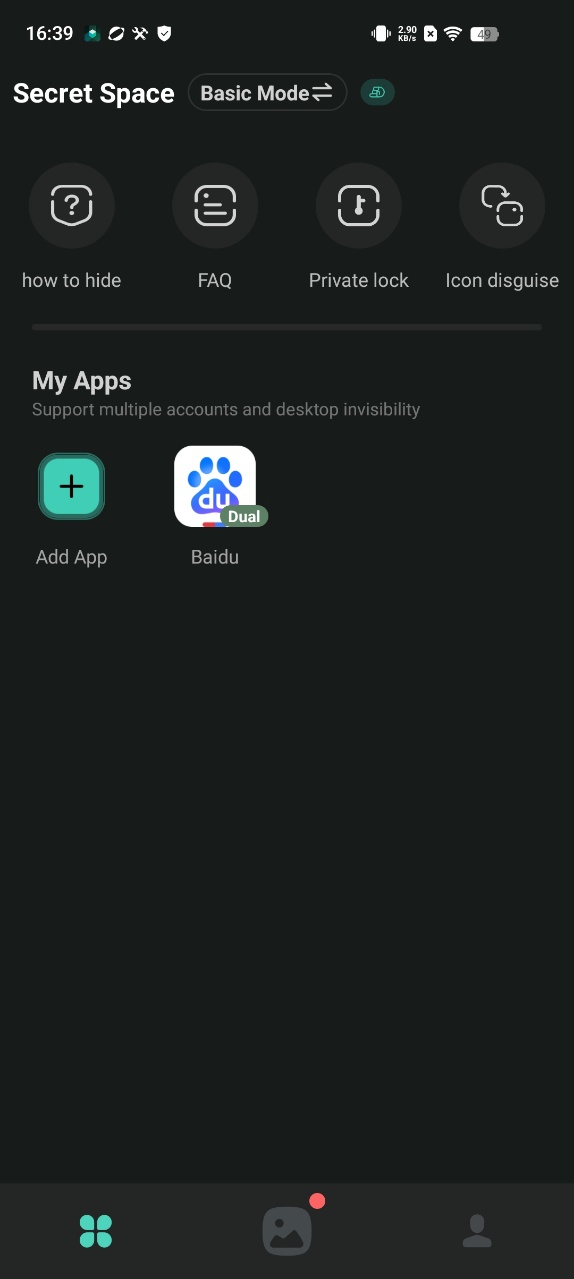 16:39
2.90
KB/s
49
Secret Space
Basic Mode
how to hide
FAQ
Private lock
Icon disguise
My Apps
Support multiple accounts and desktop invisibility
du
Dual
Add App
Baidu